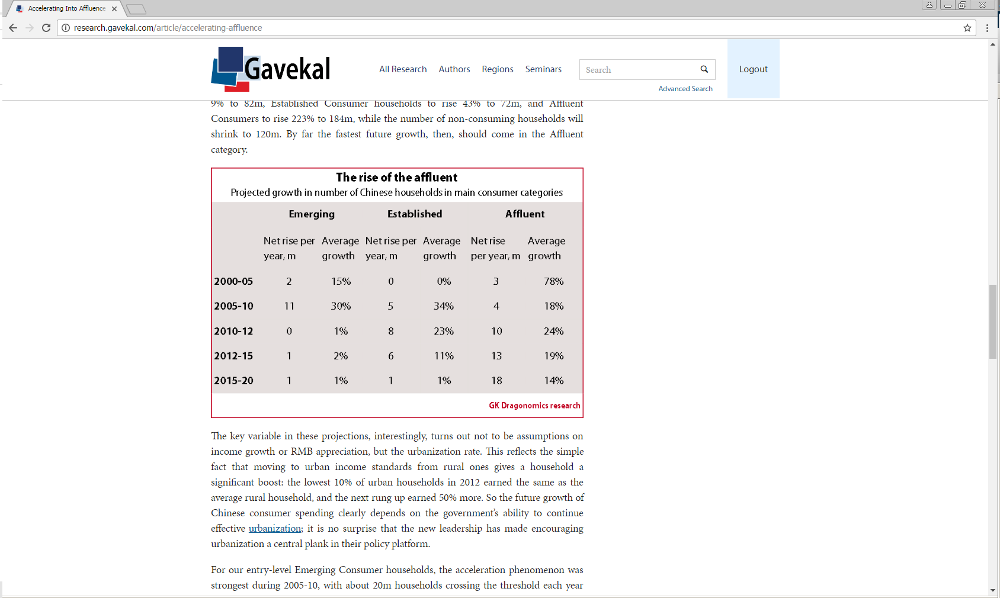 Accelerating Into Affluence
research.gavekal.com/article/accelerating-affluence
Gavekal
All Research Authors Regions Seminars
Search
Logout
Advanced Search
9% to 82m, Established Consumer households to rise 43% to 72m, and Affluent
Consumers to rise 223% to 184m, while the number of non-consuming households will
shrink to 120m. By far the fastest future growth, then, should come in the Affluent
category.
The rise of the affluent
Projected growth in number of Chinese households in main consumer categories
Emerging Established Affluent
Net rise per Average Net rise per Average Net rise Average
year, m growth year, m growth per year, m growth
2000-05 2 15% 0 0% 3 78%
2005-10 11 30% 5 34% 4 18%
2010-12 0 1% 8 23% 10 24%
2012-15 1 2% 6 11% 13 19%
2015-20 1 1% 1 1% 18 14%
GK Dragonomics research
The key variable in these projections, interestingly, turns out not to be assumptions on
income growth or RMB appreciation, but the urbanization rate. This reflects the simple
fact that moving to urban income standards from rural ones gives a household a
significant boost: the lowest 10% of urban households in 2012 earned the same as the
average rural household, and the next rung up earned 50% more. So the future growth of
Chinese consumer spending clearly depends on the government's ability to continue
effective urbanization; it is no surprise that the new leadership has made encouraging
urbanization a central plank in their policy platform.
For our entry-level Emerging Consumer households, the acceleration phenomenon was
strongest during 2005-10, with about 20m households crossing the threshold each year